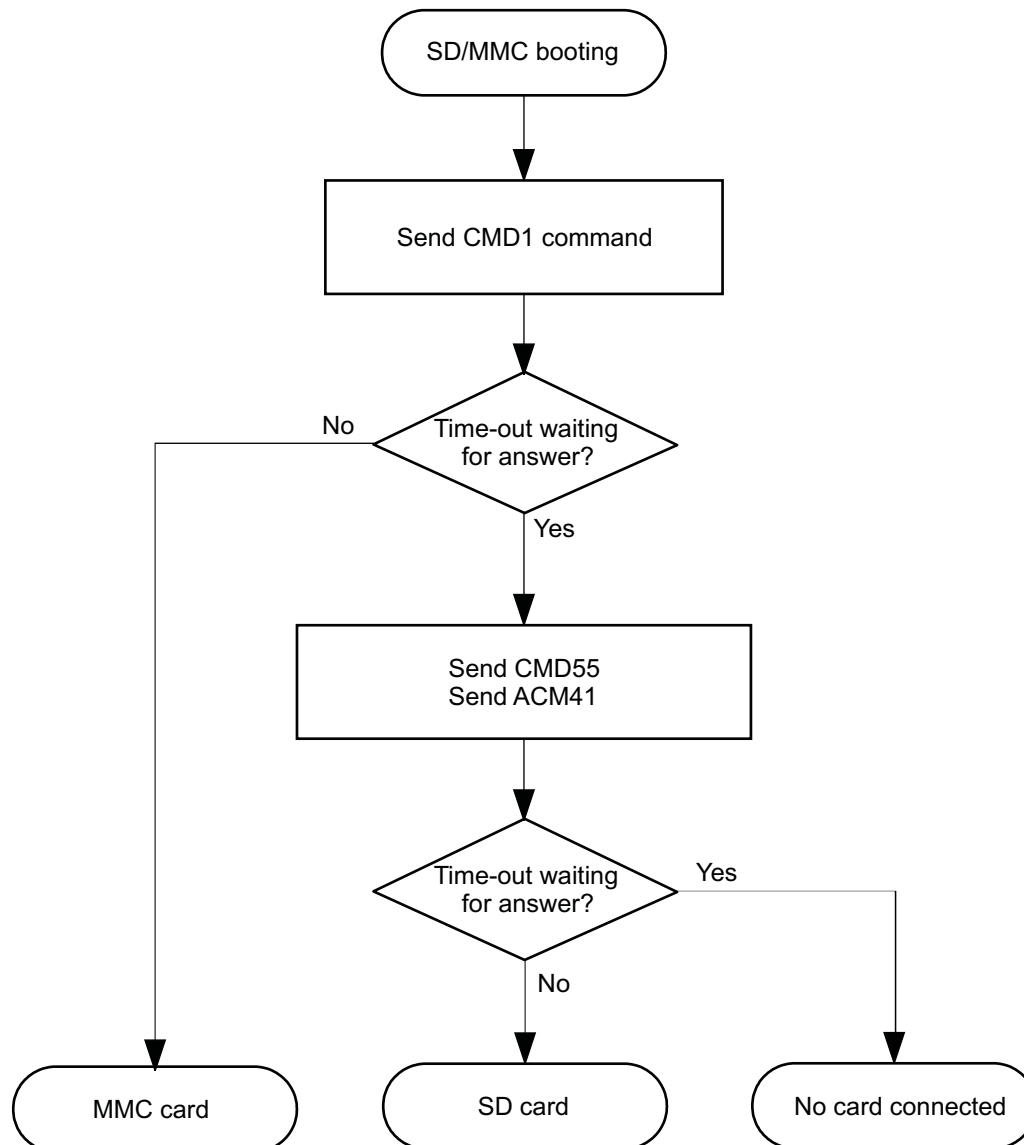 SD/MMC booting
Send CMD1 command
No
Time-out waiting
for answer?
Yes
Send CMD55
Send ACM41
Time-out waiting
for answer?
Yes
No
MMC card
SD card
No card connected